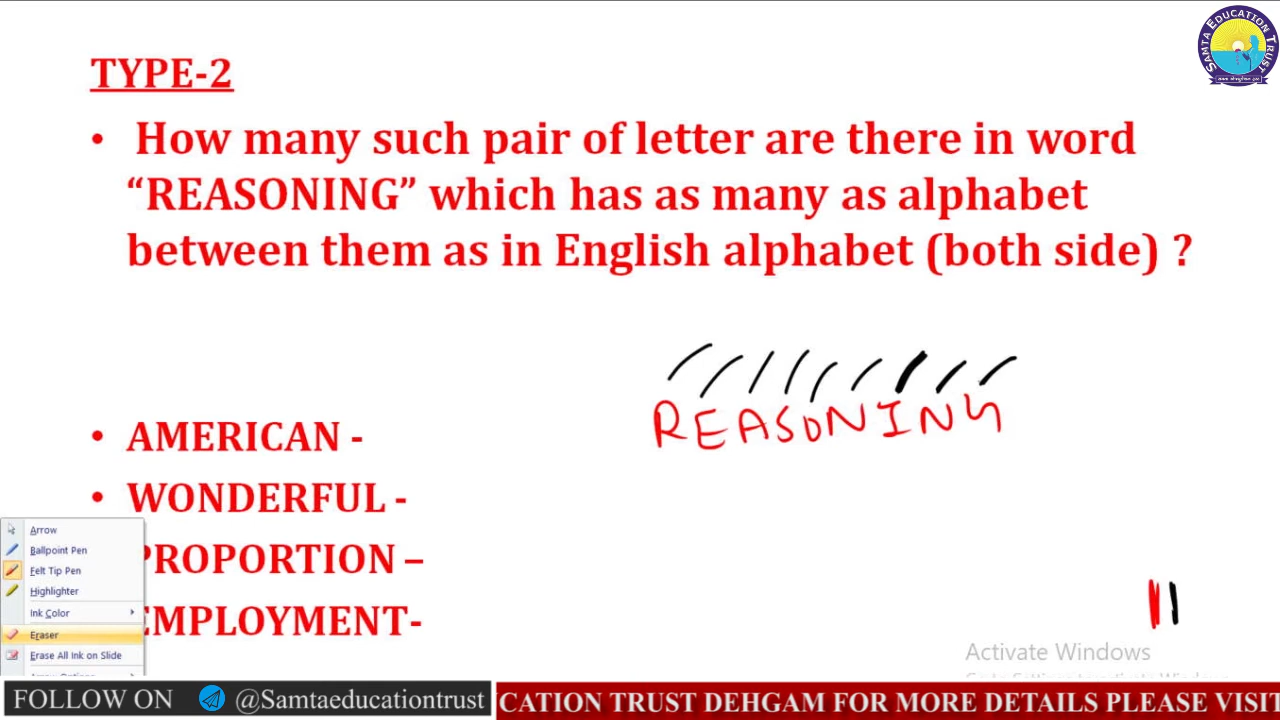 SAMTA EDUCATION TRUST
TYPE-2
• How many such pair of letter are there in word
“REASONING” which has as many as alphabet
between them as in English alphabet (both side) ?
REASONING
• AMERICAN -
• WONDERFUL -
PROPORTION –
EMPLOYMENT-
Arrow
Ballpoint Pen
Felt Tip Pen
Highlighter
Ink Color
Eraser
Erase All Ink on Slide
Activate Windows
FOLLOW ON @Samtaeducationtrust
CATION TRUST DEHGAM FOR MORE DETAILS PLEASE VISIT